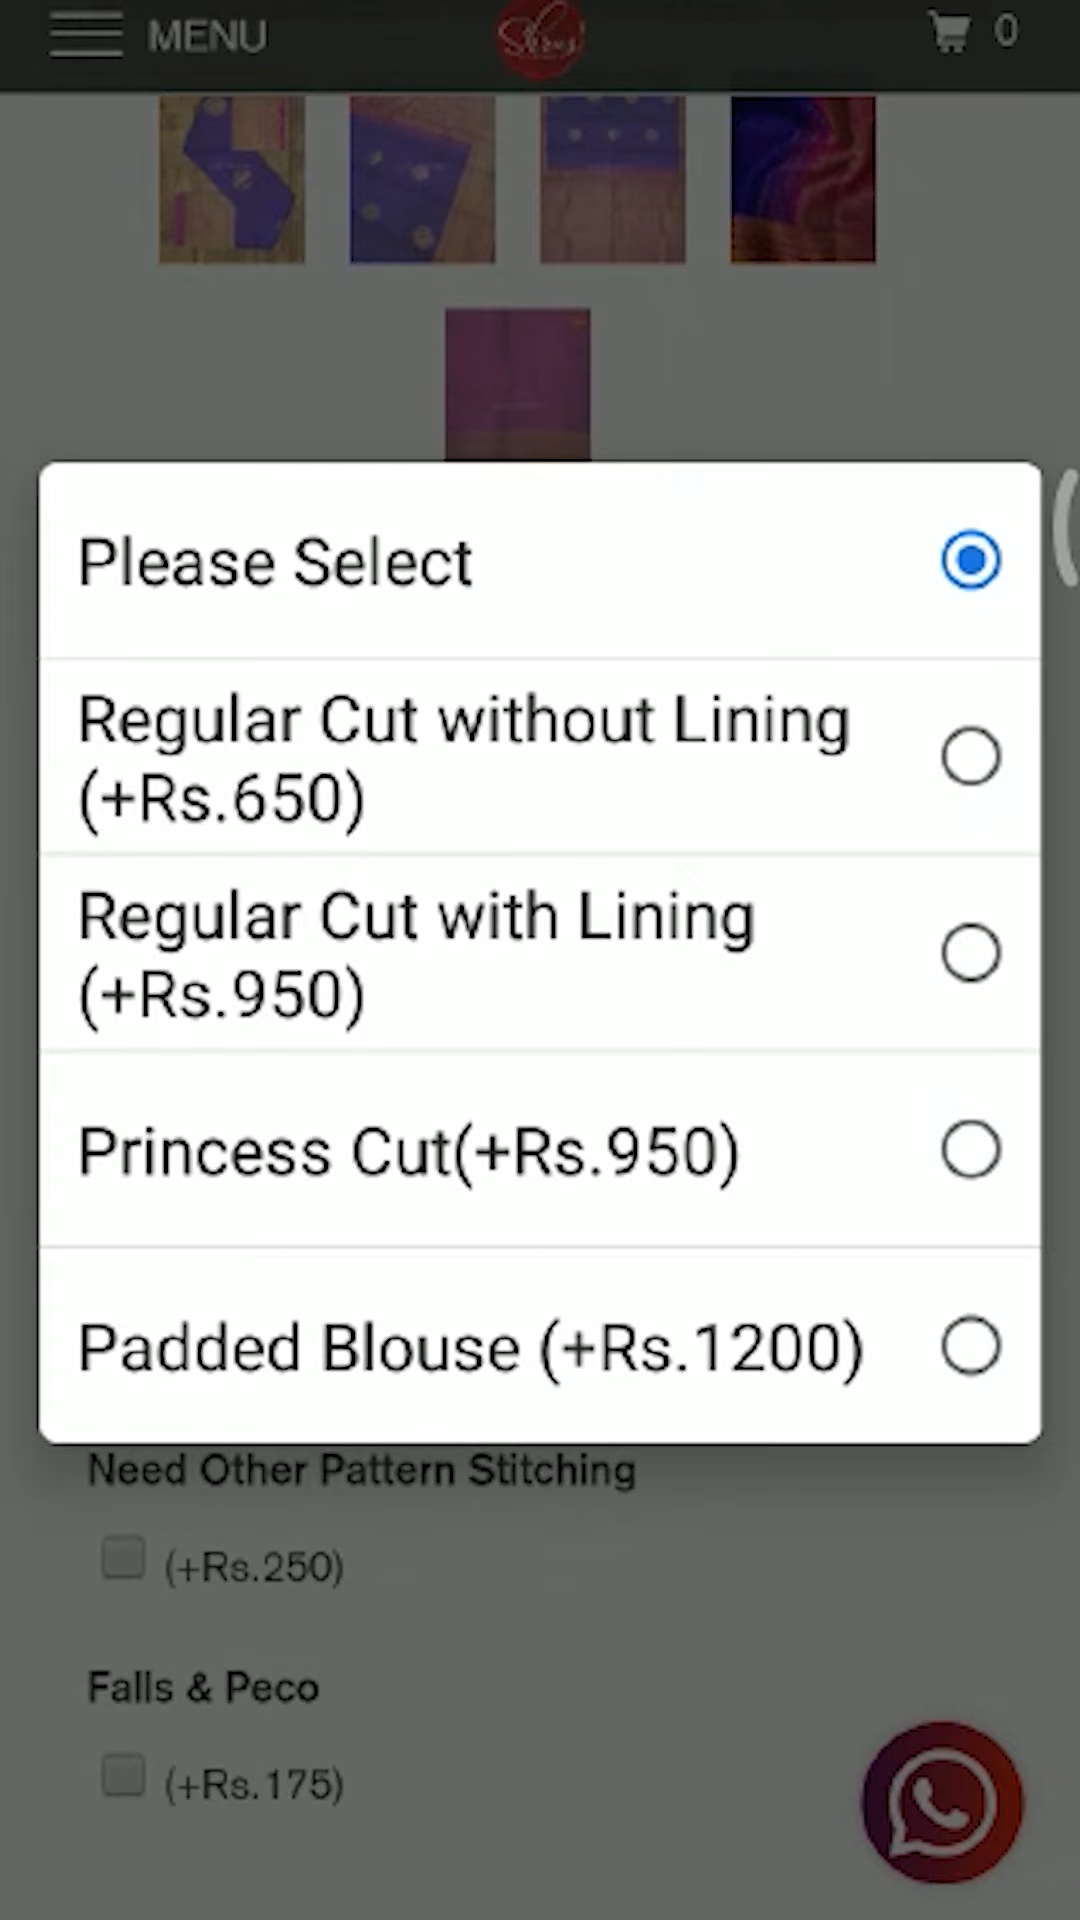 MENU
0
Please Select
Regular Cut without Lining
(+Rs.650)
Regular Cut with Lining
(+Rs.950)
Princess Cut(+Rs.950)
Padded Blouse (+Rs.1200)
Need Other Pattern Stitching
(+Rs.250)
Falls & Peco
(+Rs.175)